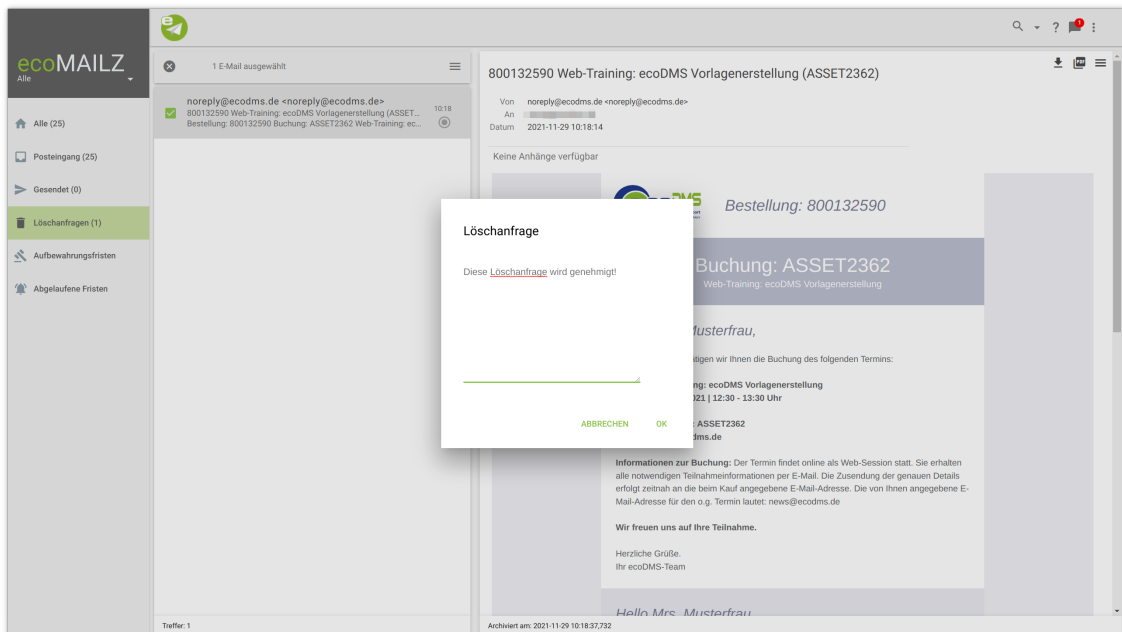 ecoMAILZ
Alle
Alle (25)
Posteingang (25)
Gesendet (0)
Löschanfragen (1)
Aufbewahrungsfristen
Abgelaufene Fristen
e
1 E-Mail ausgewählt
noreply@ecodms.de <noreply@ecodms.de>
10:18
800132590 Web-Training: ecoDMS Vorlagenerstellung (ASSET...
Bestellung: 800132590 Buchung: ASSET2362 Web-Training: ec...
Treffer: 1
?
1
800132590 Web-Training: ecoDMS Vorlagenerstellung (ASSET2362)
PDF
Von noreply@ecodms.de <noreply@ecodms.de>
An
Datum 2021-11-29 10:18:14
Keine Anhänge verfügbar
Bestellung: 800132590
Buchung: ASSET2362
Web-Training: ecoDMS Vorlagenerstellung
Musterfrau,
tigen wir Ihnen die Buchung des folgenden Termins:
ng: ecoDMS Vorlagenerstellung
021 | 12:30 - 13:30 Uhr
: ASSET2362
dms.de
Informationen zur Buchung: Der Termin findet online als Web-Session statt. Sie erhalten
alle notwendigen Teilnahmeinformationen per E-Mail. Die Zusendung der genauen Details
erfolgt zeitnah an die beim Kauf angegebene E-Mail-Adresse. Die von Ihnen angegebene E-
Mail-Adresse für den o.g. Termin lautet: news@ecodms.de
Wir freuen uns auf Ihre Teilnahme.
Herzliche Grüße.
Ihr ecoDMS-Team
Hello Mrs. Musterfrau
Archiviert am: 2021-11-29 10:18:37,732
Löschanfrage
Diese Löschanfrage wird genehmigt!
ABBRECHEN OK